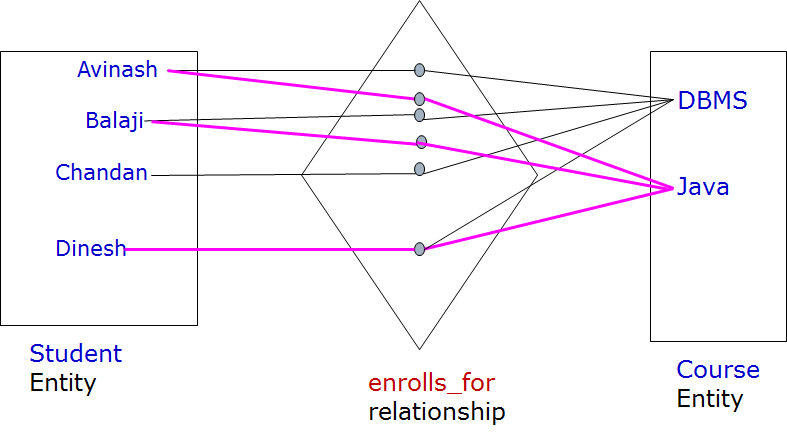 Avinash
Balaji
Chandan
Dinesh
DBMS
Java
Student
Entity
enrolls_for
relationship
Course
Entity